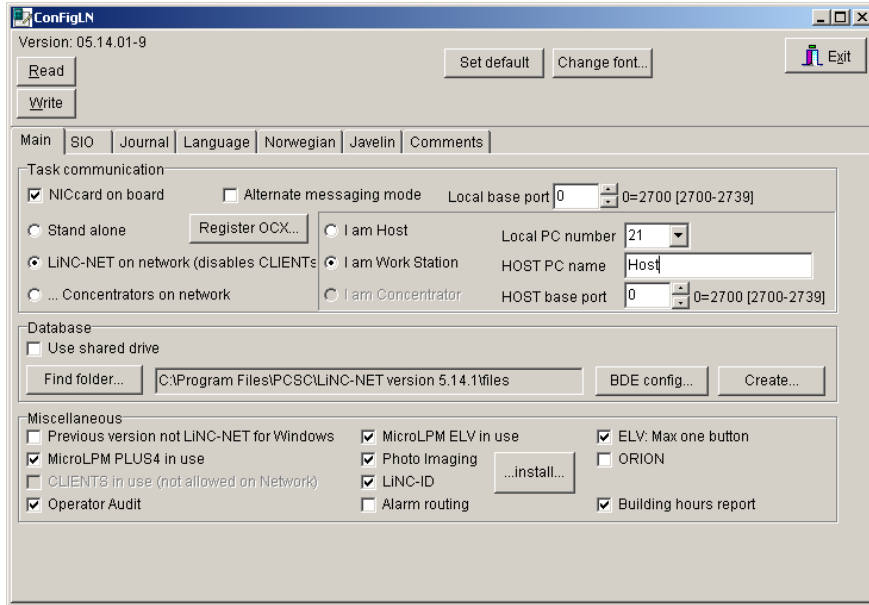 ConFigLN
Version: 05.14.01-9
Read
Write
Set default
Change font...
Exit
Main SIO Journal Language Norwegian Javelin Comments
Task communication
NICcard on board Alternate messaging mode Local base port 0 0=2700 [2700-2739]
Stand alone Register OCX... I am Host Local PC number 21
LiNC-NET on network (disables CLIENTs I am Work Station HOST PC name Host
... Concentrators on network I am Concentrator HOST base port 0 0=2700 [2700-2739]
Database
Use shared drive
Find folder... C:\Program Files\PCSC\LiNC-NET version 5.14.1\files BDE config... Create...
Miscellaneous
Previous version not LiNC-NET for Windows MicroLPM ELV in use ELV: Max one button
MicroLPM PLUS4 in use Photo Imaging ...install... ORION
CLIENTS in use (not allowed on Network) LiNC-ID
Operator Audit Alarm routing Building hours report